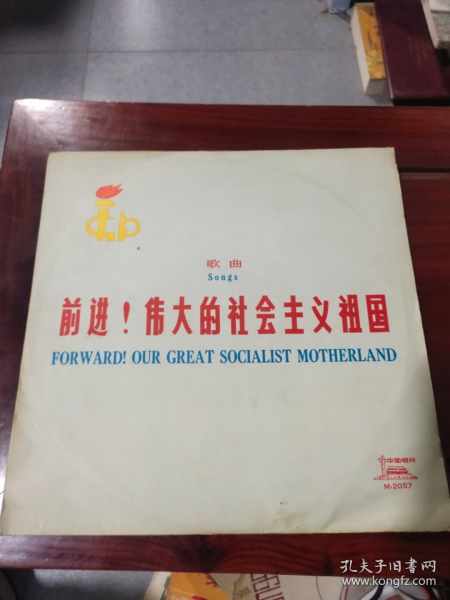 歌曲
Songs
前进！伟大的社会主义祖国
FORWARD! OUR GREAT SOCIALIST MOTHERLAND
中国唱片
M-2057
孔夫子旧书网
www.kongfz.com